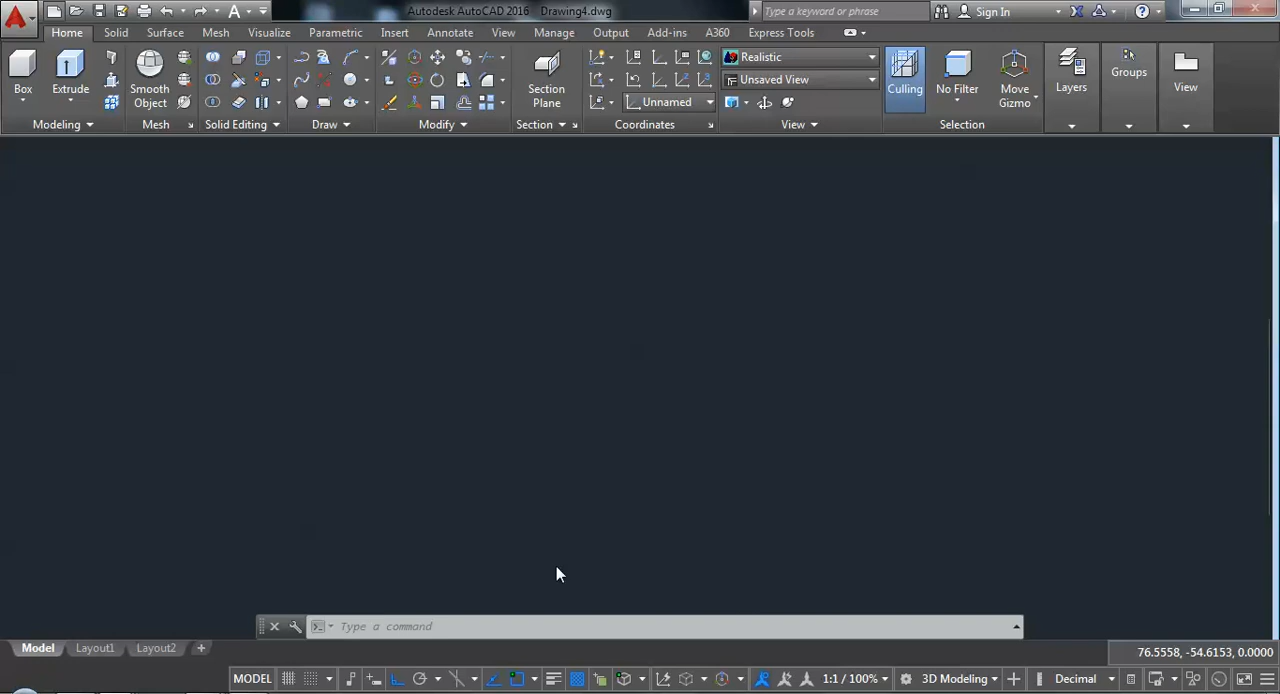 Autodesk AutoCAD 2016 Drawing4.dwg
Type a keyword or phrase
Sign In
Home Solid Surface Mesh Visualize Parametric Insert Annotate View Manage Output Add-ins A360 Express Tools
Box
Extrude
Smooth
Object
Section
Plane
Unnamed
Realistic
Unsaved View
Culling
No Filter
Move
Gizmo
Layers
Groups
View
Modeling Mesh Solid Editing Draw Modify Section Coordinates View Selection
Type a command
Model Layout1 Layout2 +
76.5558, -54.6153, 0.0000
MODEL 1:1 / 100% 3D Modeling Decimal